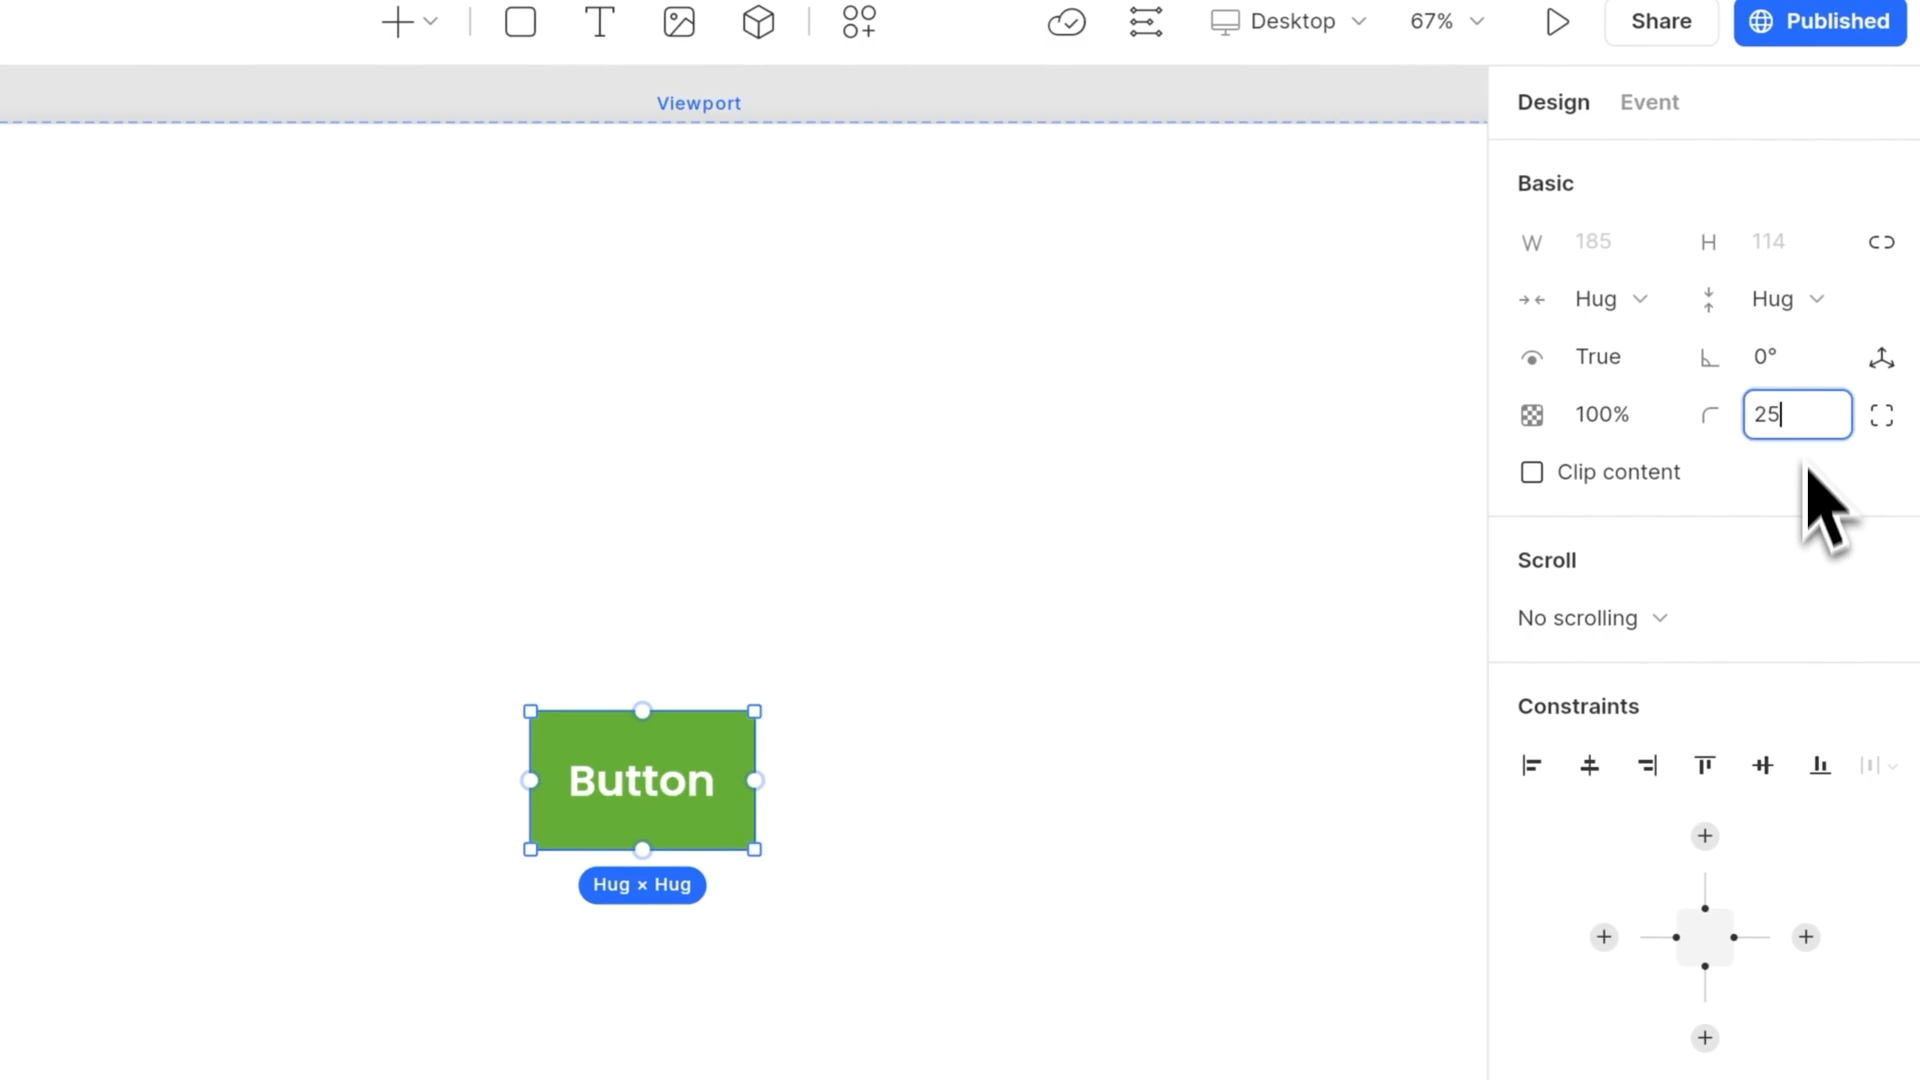 Desktop
67%
Share
Published
Viewport
Design
Event
Basic
W 185 H 114
Hug Hug
True 0°
100% 25
Clip content
Scroll
No scrolling
Button
Hug × Hug
Constraints